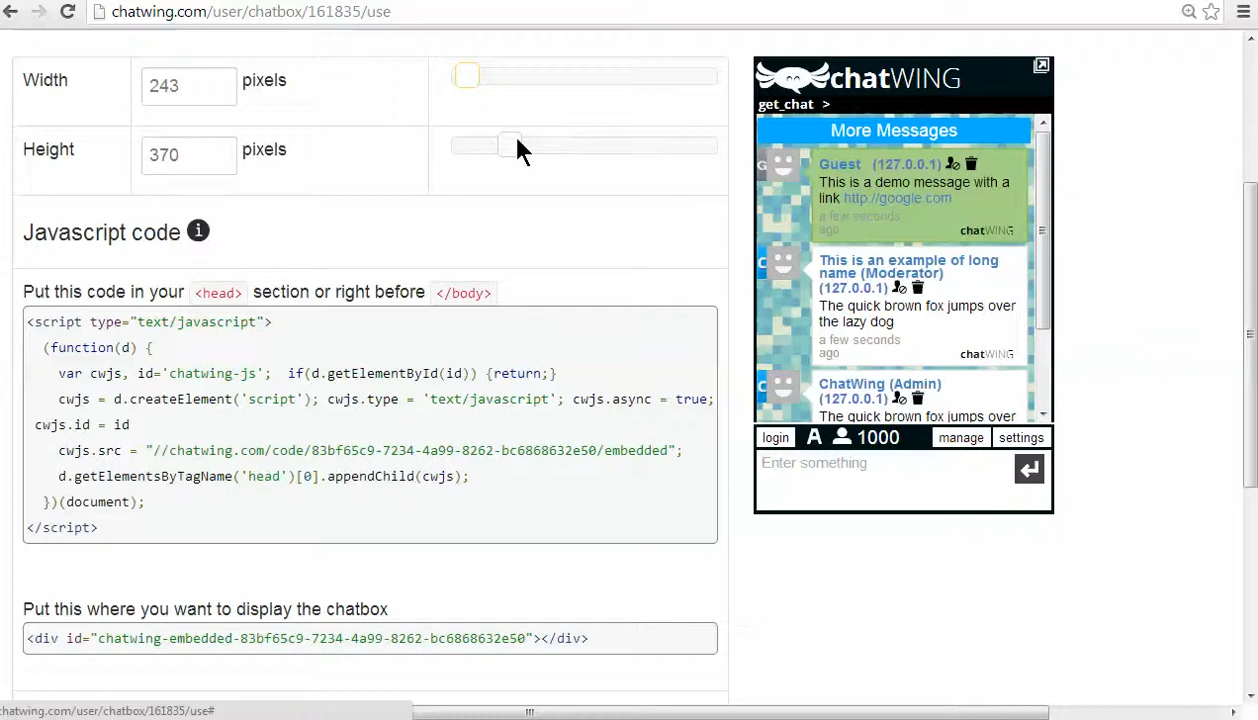 chatwing.com/user/chatbox/161835/use
Width
243
pixels
Height
370
pixels
Javascript code
Put this code in your <head> section or right before </body>
<script type="text/javascript">
(function(d) {
var cwjs, id='chatwing-js';  if(d.getElementById(id)) {return;}
cwjs = d.createElement('script'); cwjs.type = 'text/javascript'; cwjs.async = true;
cwjs.id = id
cwjs.src = "//chatwing.com/code/83bf65c9-7234-4a99-8262-bc6868632e50/embedded";
d.getElementsByTagName('head')[0].appendChild(cwjs);
})(document);
</script>
Put this where you want to display the chatbox
<div id="chatwing-embedded-83bf65c9-7234-4a99-8262-bc6868632e50"></div>
chatwing.com/user/chatbox/161835/use#
chatWING
get_chat >
More Messages
G
Guest (127.0.0.1)
This is a demo message with a
link http://google.com
a few seconds
ago
chatWING
C
This is an example of long
name (Moderator)
(127.0.0.1)
The quick brown fox jumps over
the lazy dog
a few seconds
ago
chatWING
C
ChatWing (Admin)
(127.0.0.1)
The quick brown fox jumps over
login A 1000 manage settings
Enter something